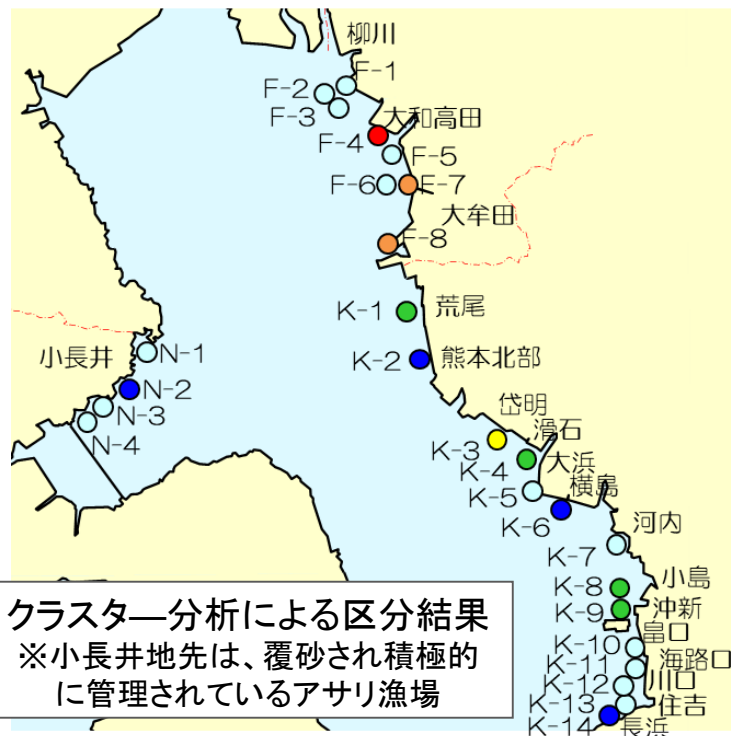 柳川
F-1
F-2
F-3
大和高田
F-4
F-5
F-6
F-7
大牟田
F-8
K-1
荒尾
小長井
N-1
K-2
熊本北部
N-2
N-3
岱明
N-4
滑石
K-3
K-4
大浜
K-5
横島
K-6
河内
K-7
K-8
小島
K-9
沖新
畠口
K-10
海路口
K-11
K-12
川口
K-13
住吉
K-14
長浜
クラスタ―分析による区分結果
※小長井地先は、覆砂され積極的
に管理されているアサリ漁場